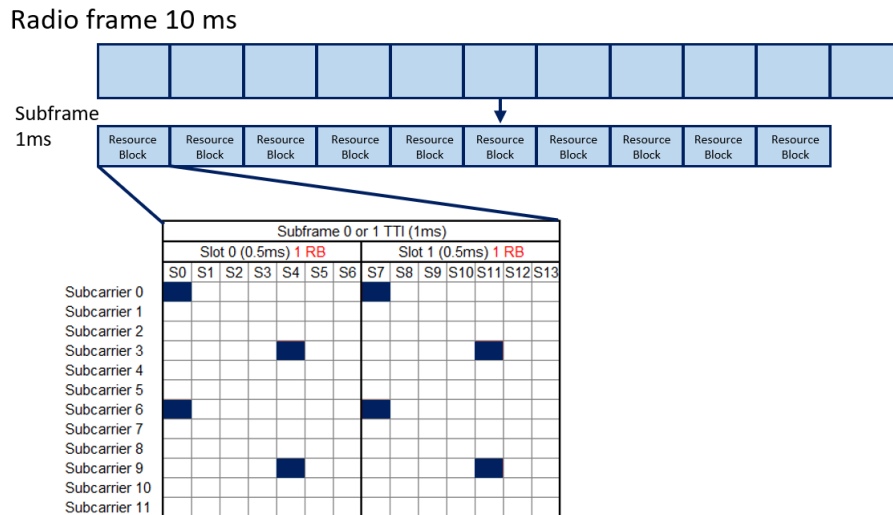 Radio frame 10 ms
Subframe
1ms
Resource Block Resource Block Resource Block Resource Block Resource Block Resource Block Resource Block Resource Block Resource Block Resource Block
Subframe 0 or 1 TTI (1ms)
Slot 0 (0.5ms) 1 RB Slot 1 (0.5ms) 1 RB
S0 S1 S2 S3 S4 S5 S6 S7 S8 S9 S10 S11 S12 S13
Subcarrier 0
Subcarrier 1
Subcarrier 2
Subcarrier 3
Subcarrier 4
Subcarrier 5
Subcarrier 6
Subcarrier 7
Subcarrier 8
Subcarrier 9
Subcarrier 10
Subcarrier 11